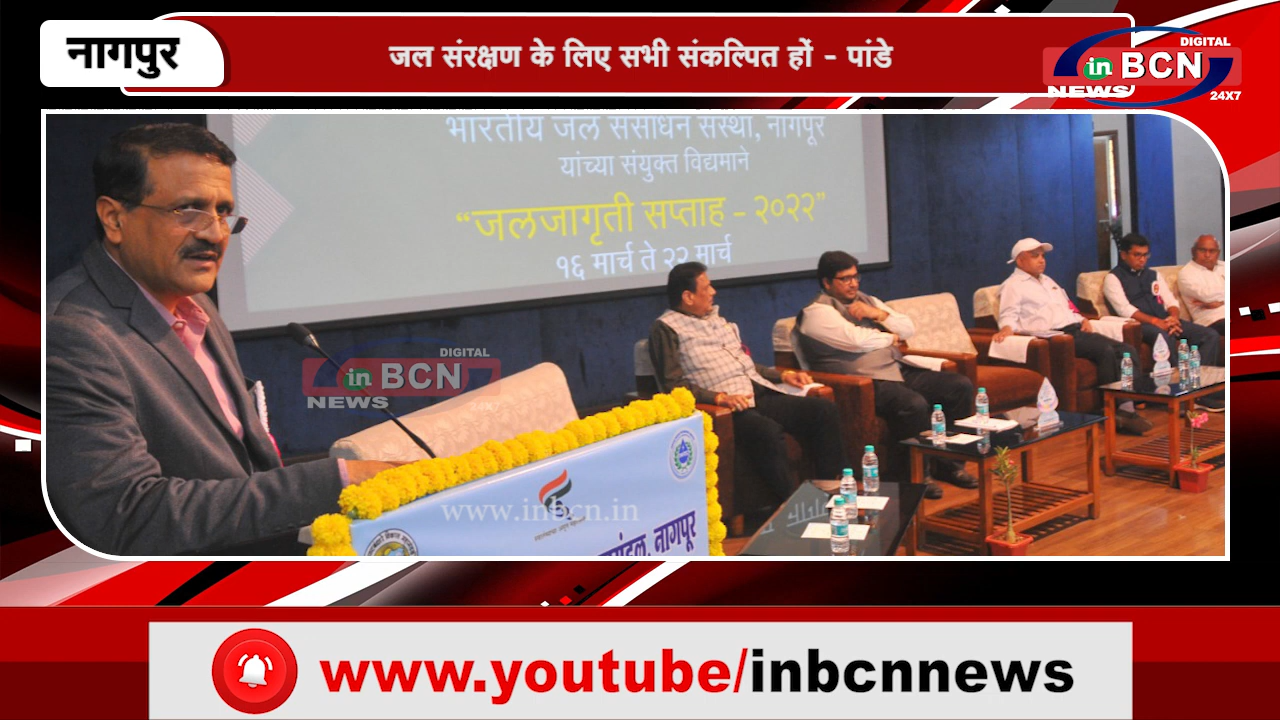 नागपुर
जल संरक्षण के लिए सभी संकल्पित हों - पांडे
DIGITAL
in BCN
NEWS
24X7
भारतीय जल संसाधन संस्था, नागपूर
यांच्या संयुक्त विद्यमाने
“जलजागृती सप्ताह - २०२२”
१६ मार्च ते २२ मार्च
DIGITAL
in BCN
NEWS
24X7
www.inbcn.in
नागपूर
www.youtube/inbcnnews